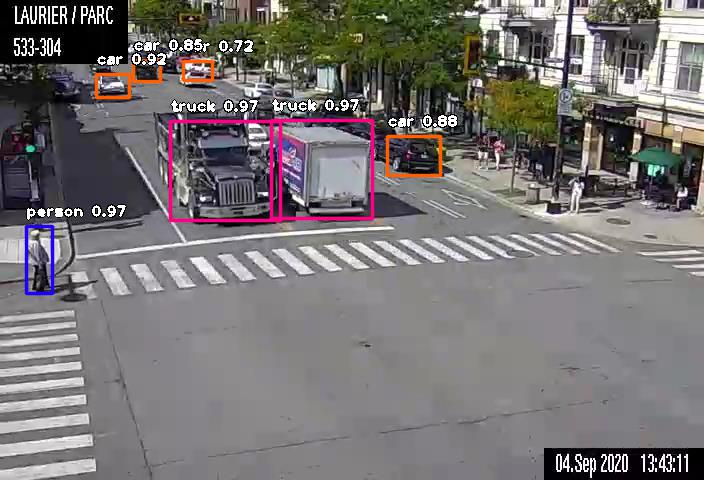 LAURIER / PARC
533-304
car 0.85
r 0.72
car 0.92
truck 0.97
truck 0.97
car 0.88
person 0.97
04.Sep 2020 13:43:11